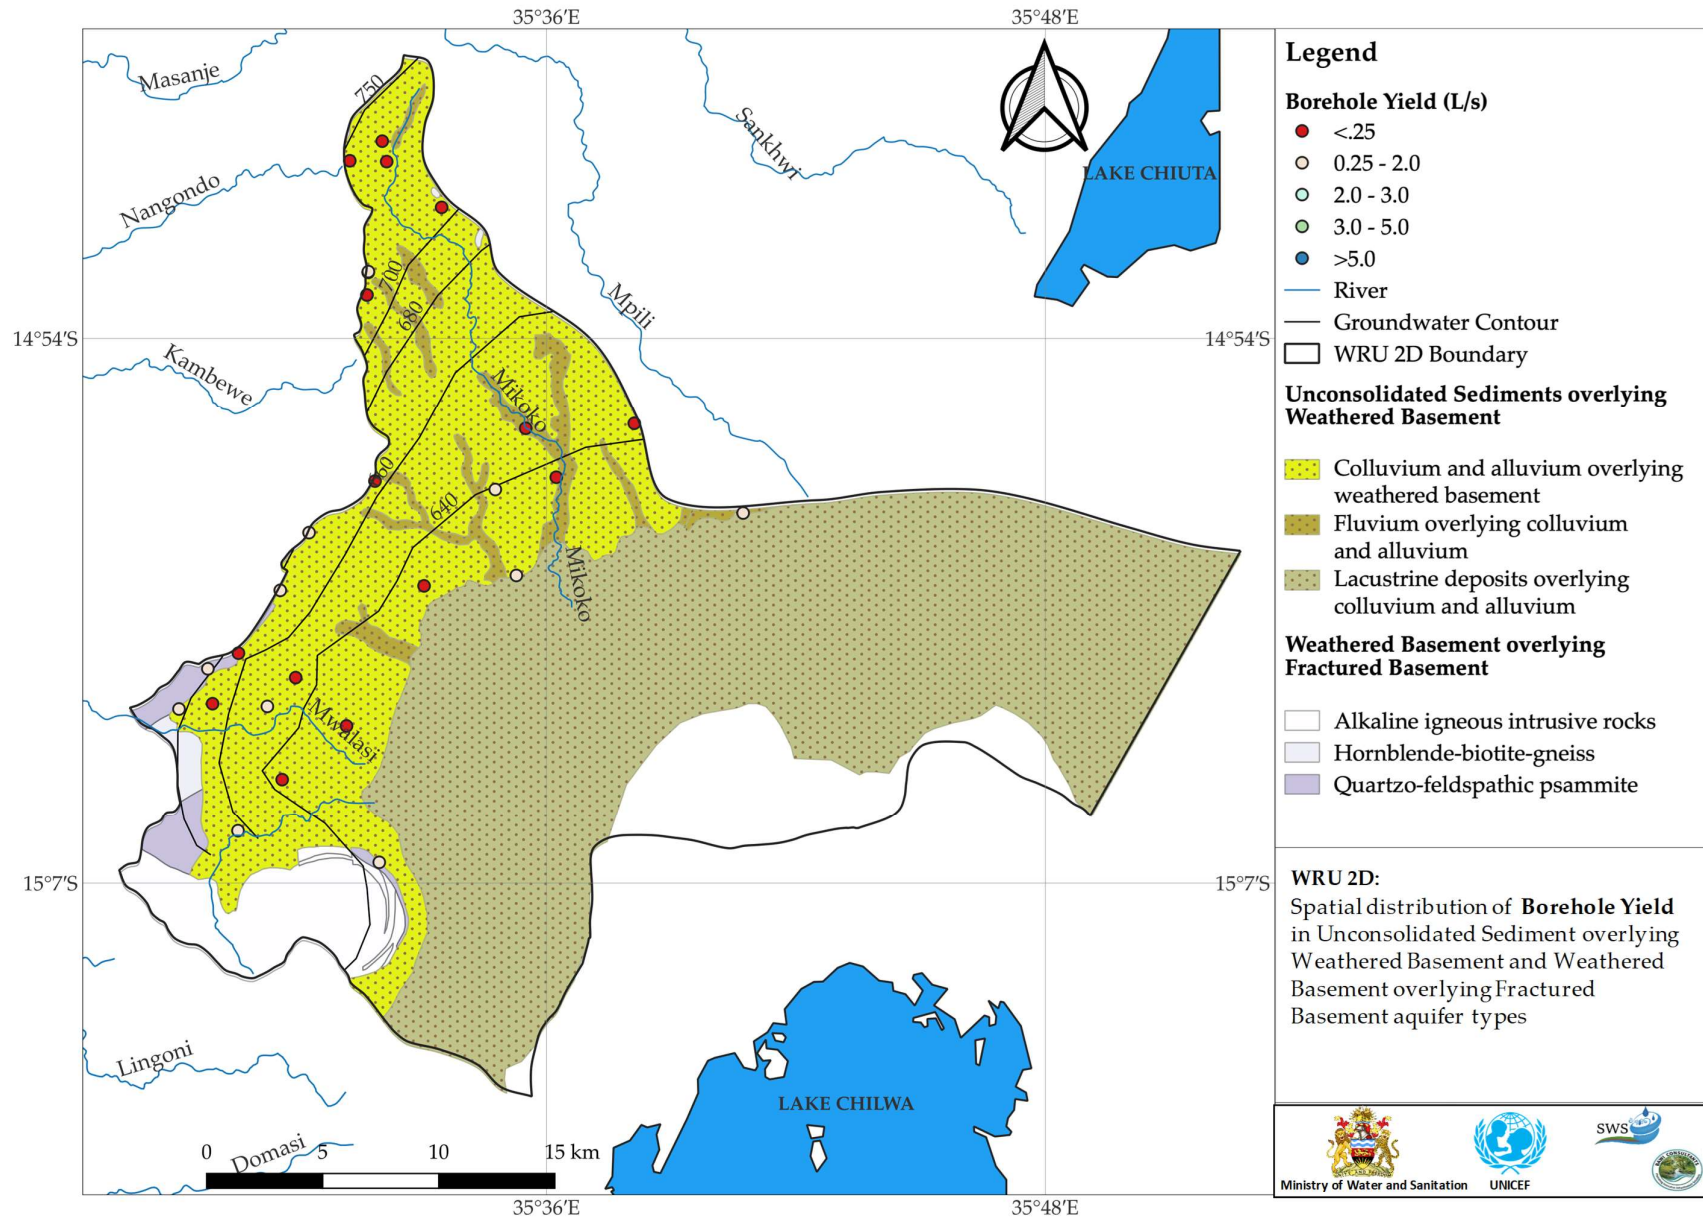 35°36′E
35°48′E
Masanje
750
Sankhwi
LAKE CHIUTA
Nangondo
700
Mpili
680
14°54′S
14°54′S
Kambewe
Mikoko
640
Mikoko
Mwalasi
15°7′S
15°7′S
Lingoni
LAKE CHILWA
Domasi
0 5 10 15 km
35°36′E
35°48′E
Legend
Borehole Yield (L/s)
<.25
0.25 - 2.0
2.0 - 3.0
3.0 - 5.0
>5.0
River
Groundwater Contour
WRU 2D Boundary
Unconsolidated Sediments overlying
Weathered Basement
Colluvium and alluvium overlying
weathered basement
Fluvium overlying colluvium
and alluvium
Lacustrine deposits overlying
colluvium and alluvium
Weathered Basement overlying
Fractured Basement
Alkaline igneous intrusive rocks
Hornblende-biotite-gneiss
Quartzo-feldspathic psammite
WRU 2D:
Spatial distribution of Borehole Yield
in Unconsolidated Sediment overlying
Weathered Basement and Weathered
Basement overlying Fractured
Basement aquifer types
Ministry of Water and Sanitation
UNICEF
SWS